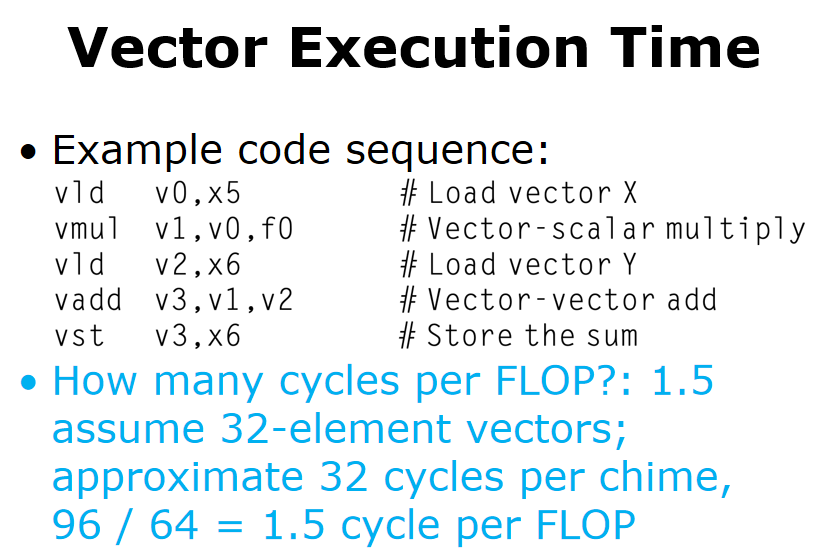 Vector Execution Time
• Example code sequence:
vld v0,x5 # Load vector X
vmul v1,v0,f0 # Vector-scalar multiply
vld v2,x6 # Load vector Y
vadd v3,v1,v2 # Vector-vector add
vst v3,x6 # Store the sum
• How many cycles per FLOP?: 1.5
assume 32-element vectors;
approximate 32 cycles per chime,
96 / 64 = 1.5 cycle per FLOP